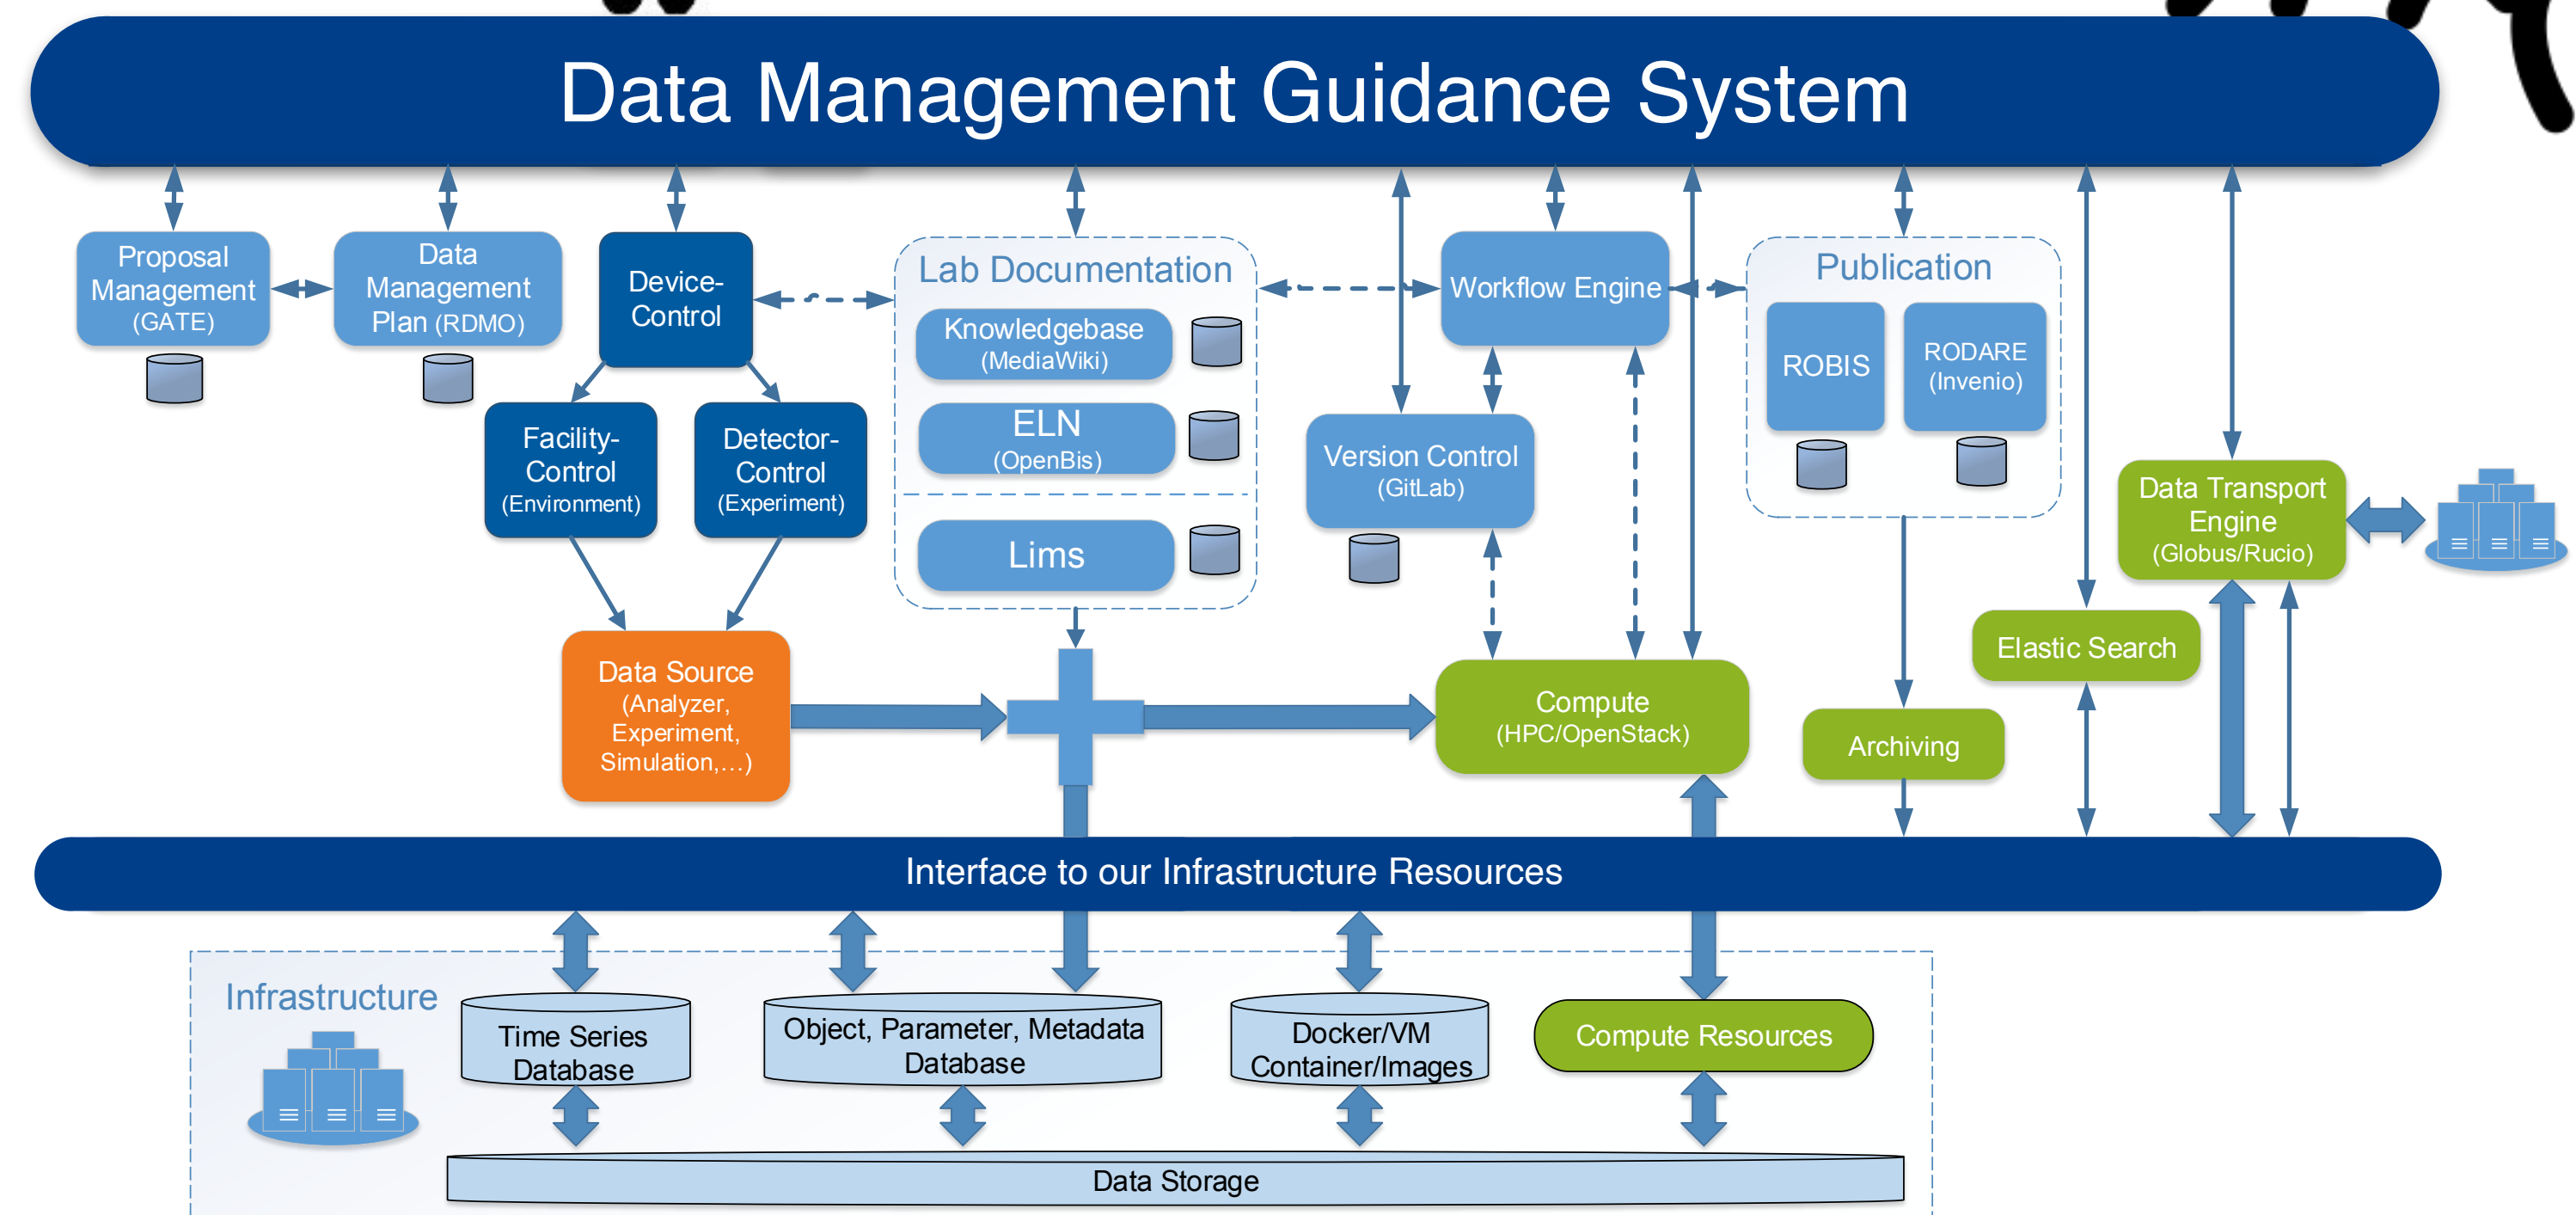 Data Management Guidance System
Proposal
Management
(GATE)
Data
Management
Plan (RDMO)
Device-
Control
Facility-
Control
(Environment)
Detector-
Control
(Experiment)
Lab Documentation
Knowledgebase
(MediaWiki)
ELN
(OpenBis)
Lims
Workflow Engine
Version Control
(GitLab)
Publication
ROBIS
RODARE
(Invenio)
Data Transport
Engine
(Globus/Rucio)
Elastic Search
Data Source
(Analyzer,
Experiment,
Simulation,...)
Compute
(HPC/OpenStack)
Archiving
Interface to our Infrastructure Resources
Infrastructure
Time Series
Database
Object, Parameter, Metadata
Database
Docker/VM
Container/Images
Compute Resources
Data Storage